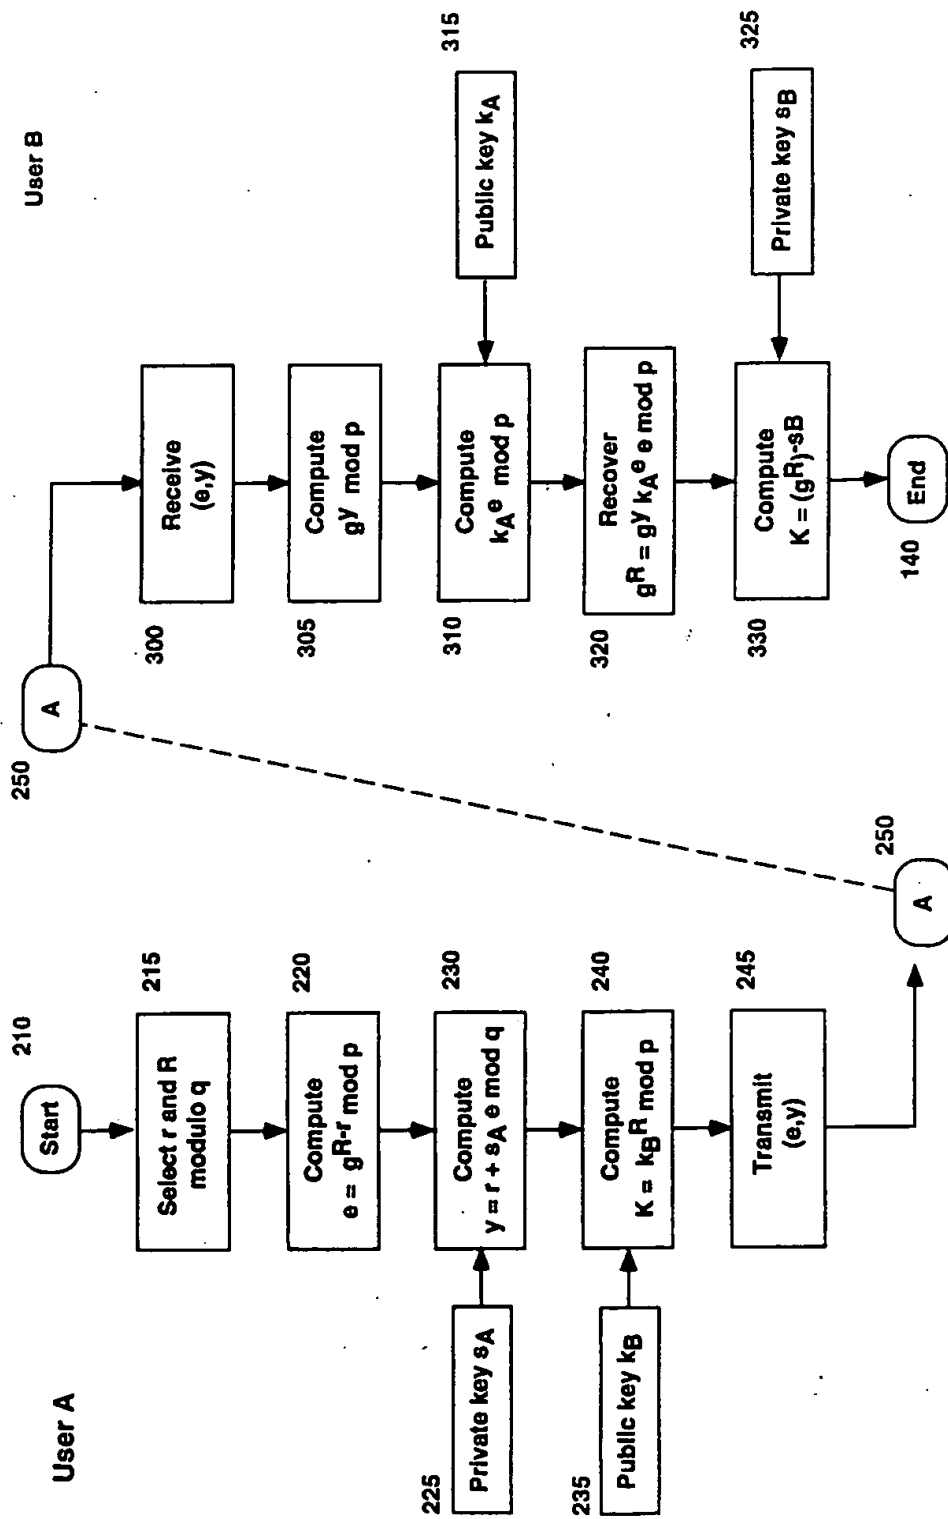 User A
210
Start
215
Select r and R
modulo q
220
Compute
e = g^R-r mod p
225
Private key s_A
230
Compute
y = r + s_A e mod q
235
Public key k_B
240
Compute
K = k_B^R mod p
245
Transmit
(e,y)
250
A
User B
250
A
300
Receive
(e,y)
305
Compute
g^y mod p
310
Compute
k_A^e mod p
315
Public key k_A
320
Recover
g^R = g^y k_A^e e mod p
325
Private key s_B
330
Compute
K = (g^R)-sB
140
End